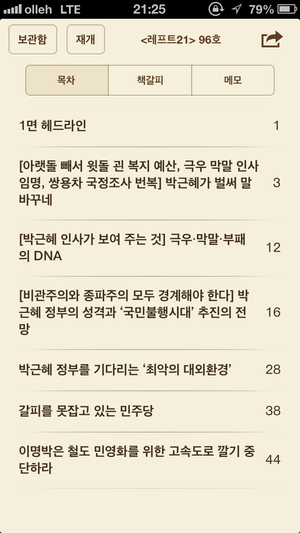 olleh LTE 21:25 79%
보관함 재개 <레프트21> 96호
목차 책갈피 메모
1면 헤드라인 1
[아랫돌 빼서 윗돌 괸 복지 예산, 극우 막말 인사
임명, 쌍용차 국정조사 번복] 박근혜가 벌써 말 3
바꾸네
[박근혜 인사가 보여 주는 것] 극우·막말·부패 12
의 DNA
[비관주의와 종파주의 모두 경계해야 한다] 박
근혜 정부의 성격과 ‘국민불행시대’ 추진의 전 16
망
박근혜 정부를 기다리는 ‘최악의 대외환경’ 28
갈피를 못잡고 있는 민주당 38
이명박은 철도 민영화를 위한 고속도로 깔기 중 44
단하라